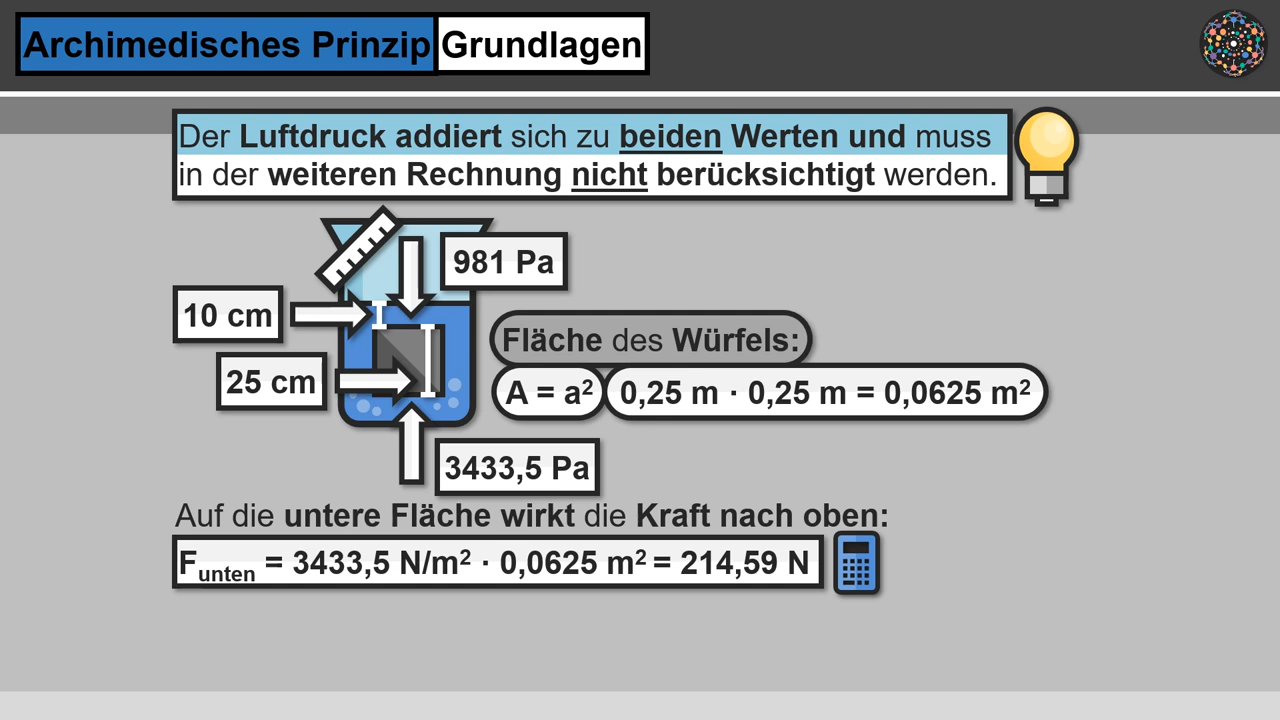 Archimedisches Prinzip Grundlagen
Der Luftdruck addiert sich zu beiden Werten und muss
in der weiteren Rechnung nicht berücksichtigt werden.
981 Pa
10 cm
Fläche des Würfels:
25 cm
A = a² 0,25 m · 0,25 m = 0,0625 m²
3433,5 Pa
Auf die untere Fläche wirkt die Kraft nach oben:
Funten = 3433,5 N/m² · 0,0625 m² = 214,59 N